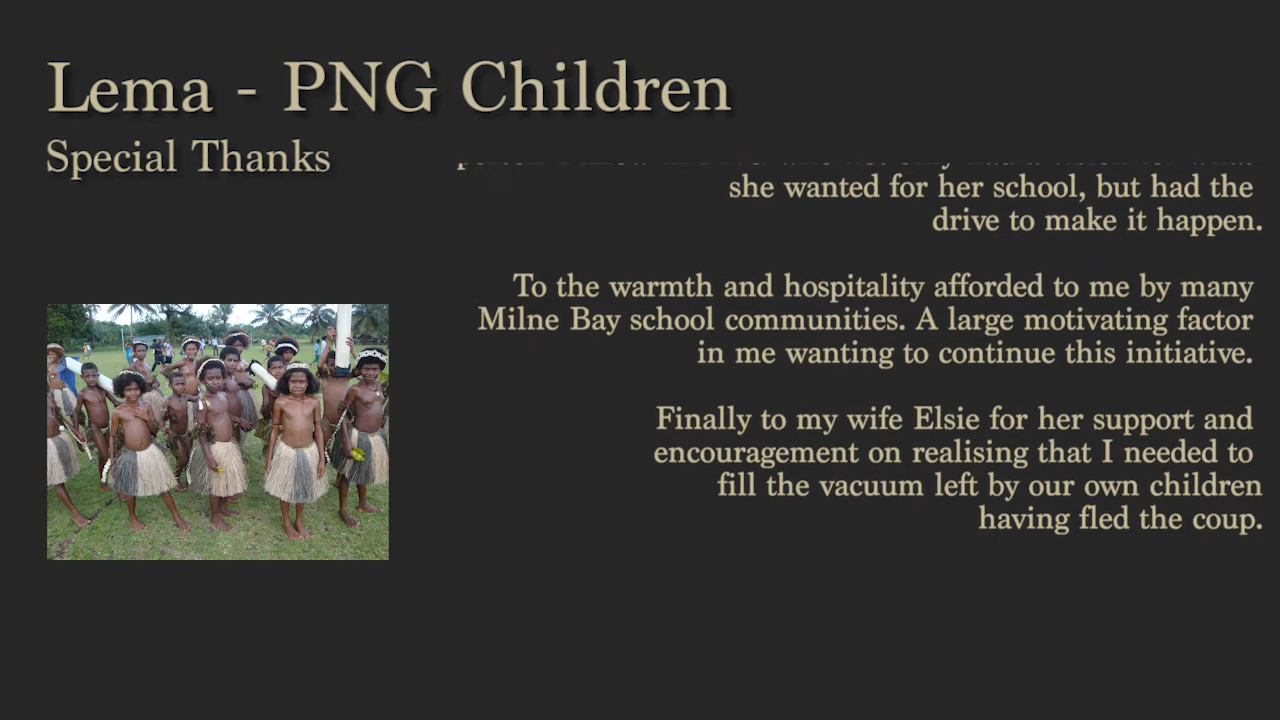 Lema - PNG Children
Special Thanks
she wanted for her school, but had the
drive to make it happen.
To the warmth and hospitality afforded to me by many
Milne Bay school communities. A large motivating factor
in me wanting to continue this initiative.
Finally to my wife Elsie for her support and
encouragement on realising that I needed to
fill the vacuum left by our own children
having fled the coup.